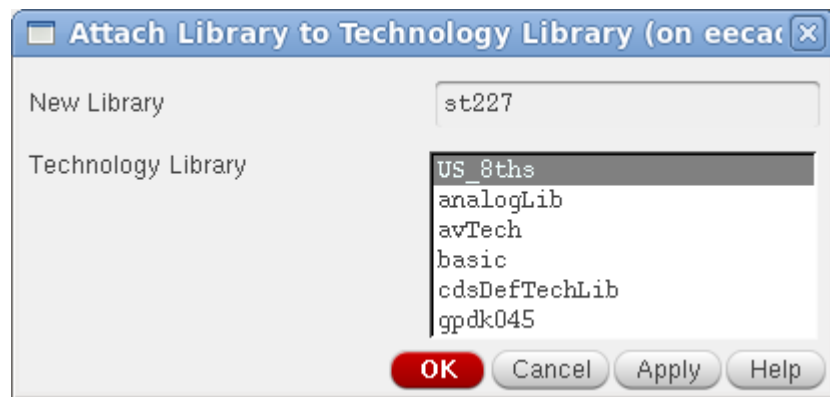 Attach Library to Technology Library (on eecad
New Library
st227
Technology Library
US_8ths
analogLib
avTech
basic
cdsDefTechLib
gpdk045
OK Cancel Apply Help